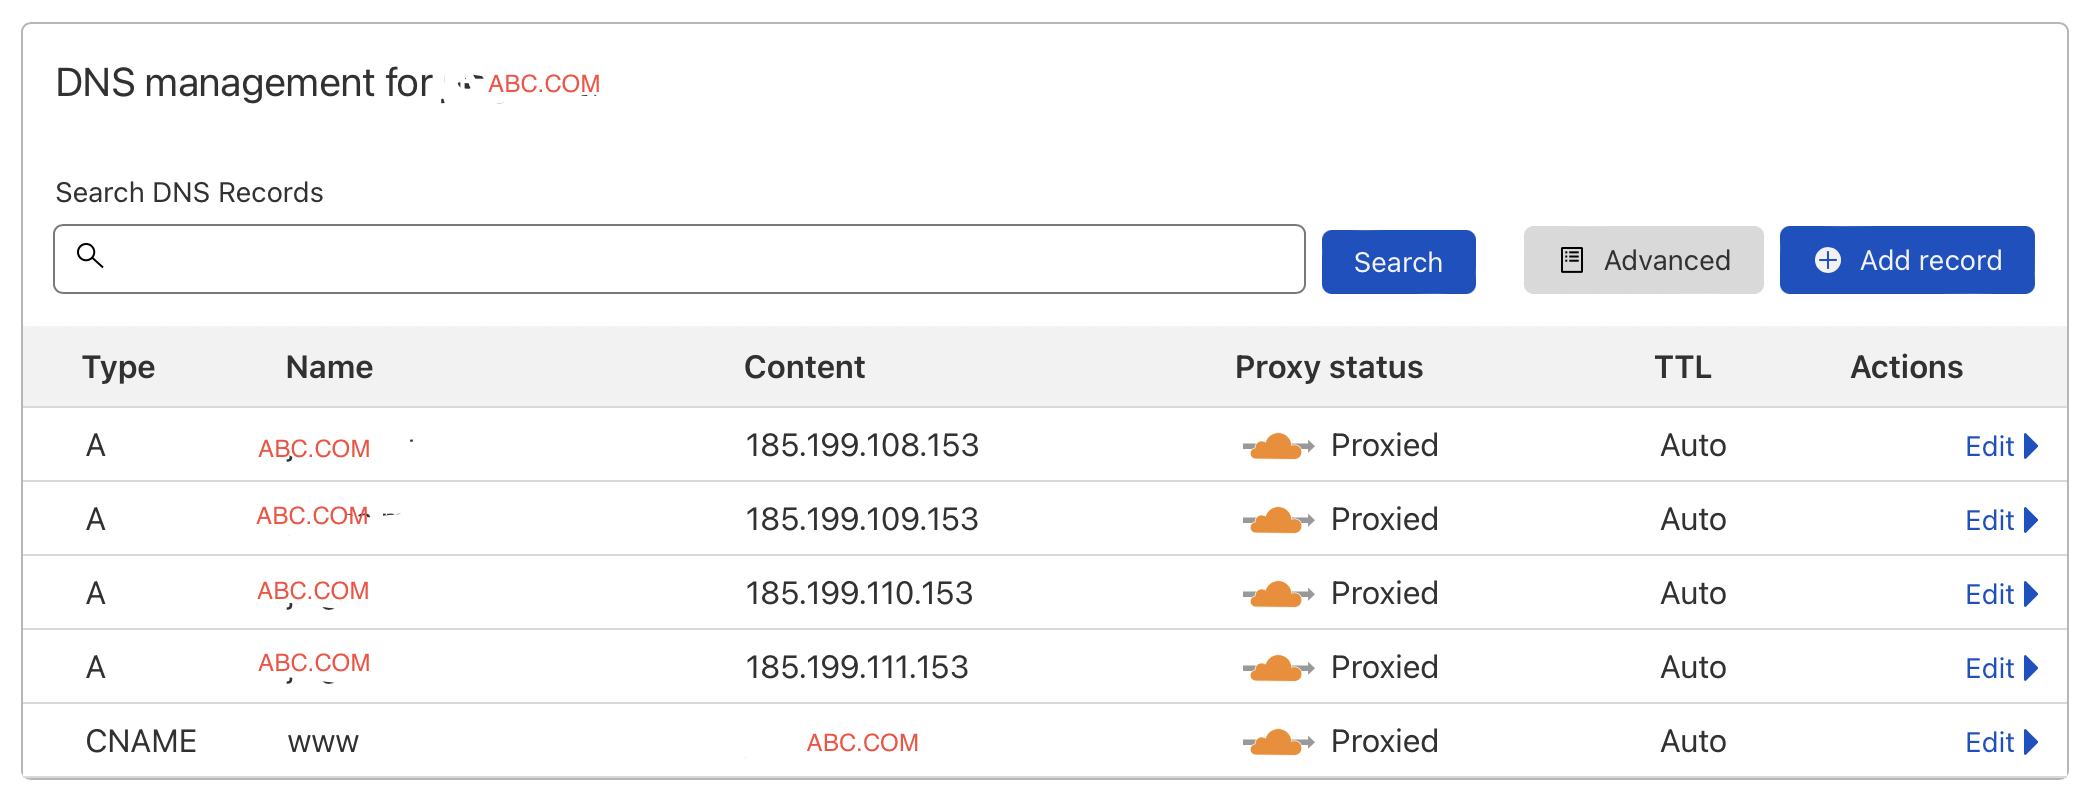 DNS management for ABC.COM
Search DNS Records
Search Advanced Add record
Type Name Content Proxy status TTL Actions
A ABC.COM 185.199.108.153 Proxied Auto Edit
A ABC.COM 185.199.109.153 Proxied Auto Edit
A ABC.COM 185.199.110.153 Proxied Auto Edit
A ABC.COM 185.199.111.153 Proxied Auto Edit
CNAME www ABC.COM Proxied Auto Edit